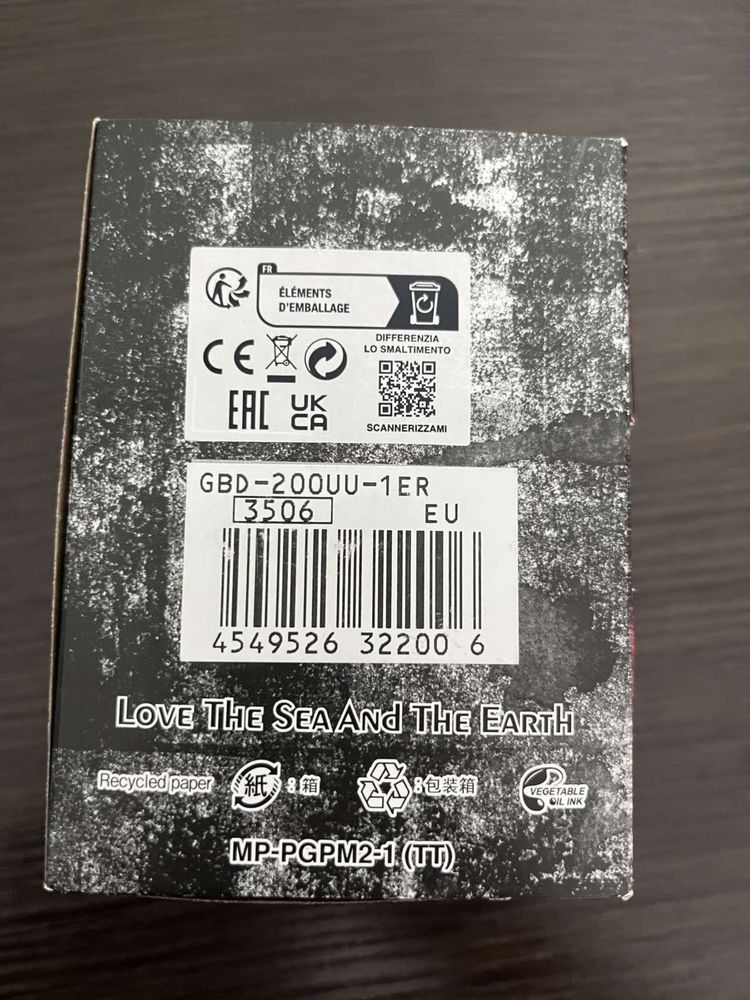 FR
ÉLÉMENTS
D'EMBALLAGE
DIFFERENZIA
LO SMALTIMENTO
CE
EAC
UK
CA
SCANNERIZZAMI
GBD-200UU-1ER
3506 EU
4549526 32200 6
LOVE THE SEA AND THE EARTH
Recycled paper 紙 :箱 :包装箱 VEGETABLE
OIL INK
MP-PGPM2-1 (TT)